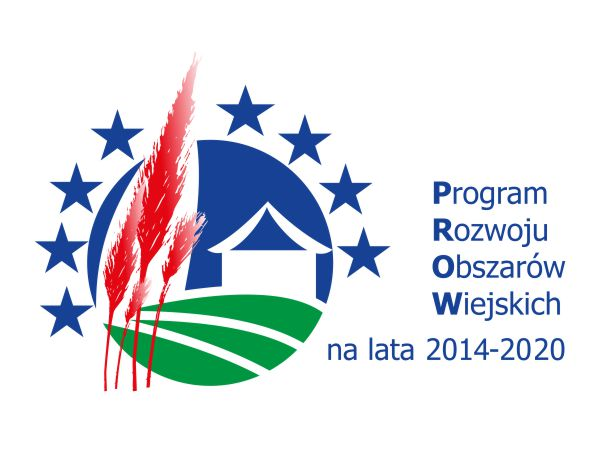 Program
Rozwoju
Obszarów
Wiejskich
na lata 2014-2020